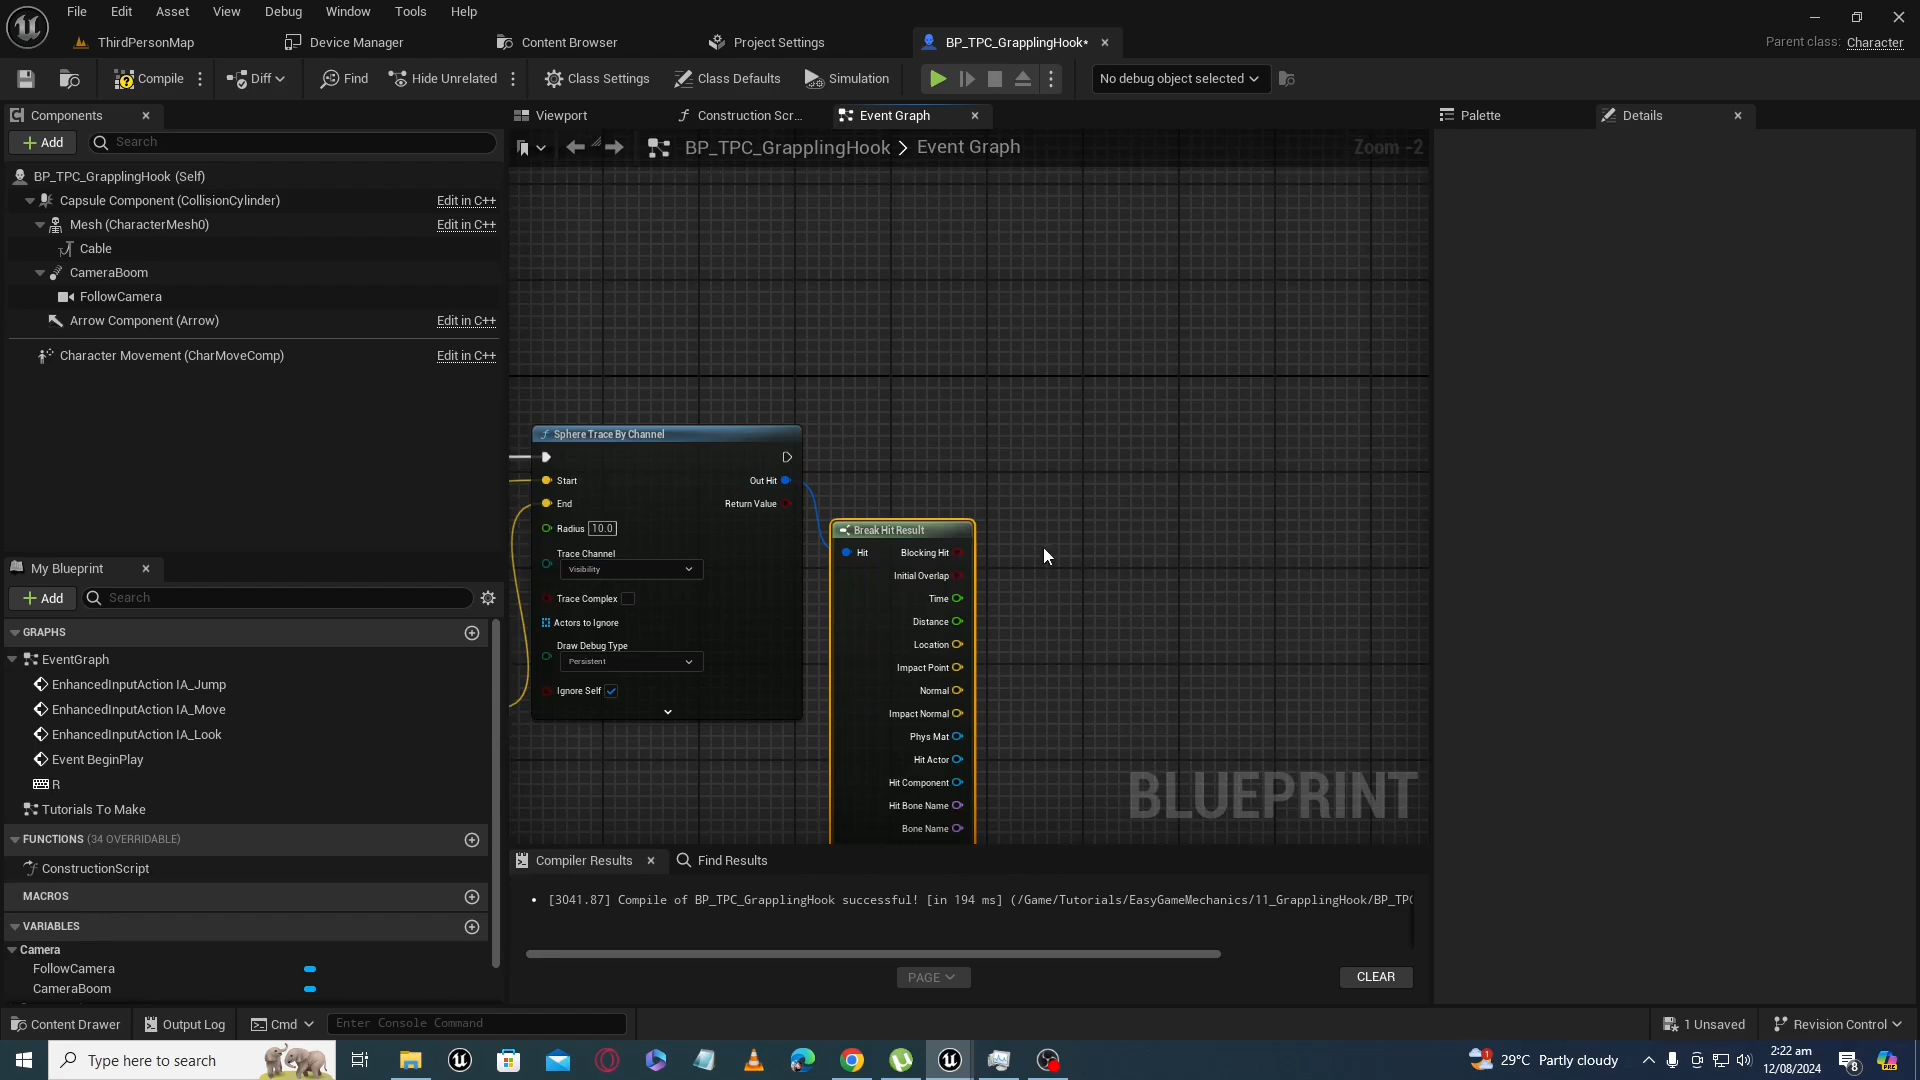 File Edit Asset View Debug Window Tools Help
ThirdPersonMap Device Manager Content Browser Project Settings BP_TPC_GrapplingHook* Parent class: Character
Compile Diff Find Hide Unrelated Class Settings Class Defaults Simulation No debug object selected
Components Viewport Construction Scr... Event Graph Palette Details
Add Search
BP_TPC_GrapplingHook > Event Graph Zoom -2
BP_TPC_GrapplingHook (Self)
Capsule Component (CollisionCylinder) Edit in C++
Mesh (CharacterMesh0) Edit in C++
Cable
CameraBoom
FollowCamera
Arrow Component (Arrow) Edit in C++
Character Movement (CharMoveComp) Edit in C++
Sphere Trace By Channel
Start Out Hit
End Return Value
Radius 10.0
Trace Channel
Visibility
Trace Complex
Actors to Ignore
Draw Debug Type
Persistent
Ignore Self
Break Hit Result
Hit Blocking Hit
Initial Overlap
Time
Distance
Location
Impact Point
Normal
Impact Normal
Phys Mat
Hit Actor
Hit Component
Hit Bone Name
Bone Name
BLUEPRINT
My Blueprint
Add Search
GRAPHS
EventGraph
EnhancedInputAction IA_Jump
EnhancedInputAction IA_Move
EnhancedInputAction IA_Look
Event BeginPlay
R
Tutorials To Make
FUNCTIONS (34 OVERRIDABLE)
ConstructionScript
MACROS
VARIABLES
Camera
FollowCamera
CameraBoom
Compiler Results Find Results
[3041.87] Compile of BP_TPC_GrapplingHook successful! [in 194 ms] (/Game/Tutorials/EasyGameMechanics/11_GrapplingHook/BP_TPC
PAGE CLEAR
Content Drawer Output Log Cmd Enter Console Command 1 Unsaved Revision Control
Type here to search 1 29°C Partly cloudy 2:22 am
12/08/2024 8